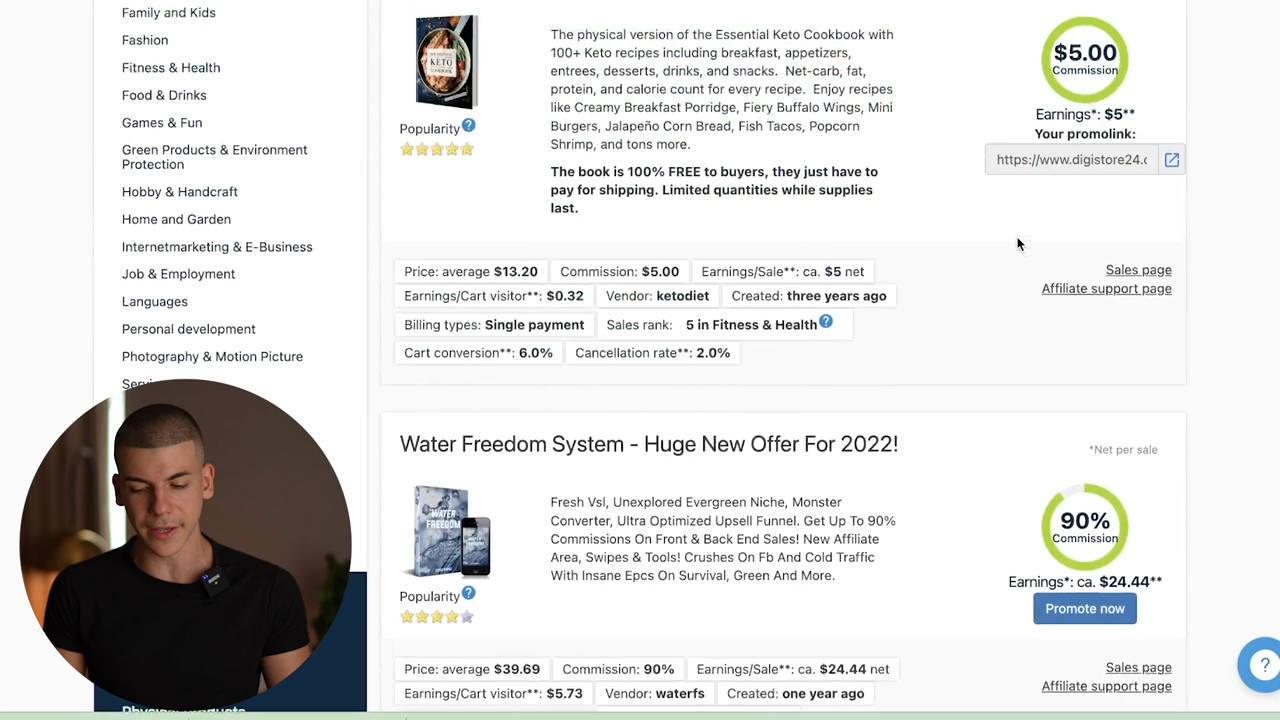 Family and Kids
Fashion
Fitness & Health
Food & Drinks
Games & Fun
Green Products & Environment
Protection
Hobby & Handcraft
Home and Garden
Internetmarketing & E-Business
Job & Employment
Languages
Personal development
Photography & Motion Picture
KETO
COOKBOOK
Popularity
The physical version of the Essential Keto Cookbook with
100+ Keto recipes including breakfast, appetizers,
entrees, desserts, drinks, and snacks. Net-carb, fat,
protein, and calorie count for every recipe. Enjoy recipes
like Creamy Breakfast Porridge, Fiery Buffalo Wings, Mini
Burgers, Jalapeño Corn Bread, Fish Tacos, Popcorn
Shrimp, and tons more.
The book is 100% FREE to buyers, they just have to
pay for shipping. Limited quantities while supplies
last.
$5.00
Commission
Earnings*: $5**
Your promolink:
https://www.digistore24.c
Price: average $13.20
Commission: $5.00
Earnings/Sale**: ca. $5 net
Earnings/Cart visitor**: $0.32
Vendor: ketodiet
Created: three years ago
Billing types: Single payment
Sales rank: 5 in Fitness & Health
Cart conversion**: 6.0%
Cancellation rate**: 2.0%
Sales page
Affiliate support page
Water Freedom System - Huge New Offer For 2022!
*Net per sale
WATER
FREEDOM
Popularity
Fresh Vsl, Unexplored Evergreen Niche, Monster
Converter, Ultra Optimized Upsell Funnel. Get Up To 90%
Commissions On Front & Back End Sales! New Affiliate
Area, Swipes & Tools! Crushes On Fb And Cold Traffic
With Insane Epcs On Survival, Green And More.
90%
Commission
Earnings*: ca. $24.44**
Promote now
Price: average $39.69
Commission: 90%
Earnings/Sale**: ca. $24.44 net
Earnings/Cart visitor**: $5.73
Vendor: waterfs
Created: one year ago
Sales page
Affiliate support page
?